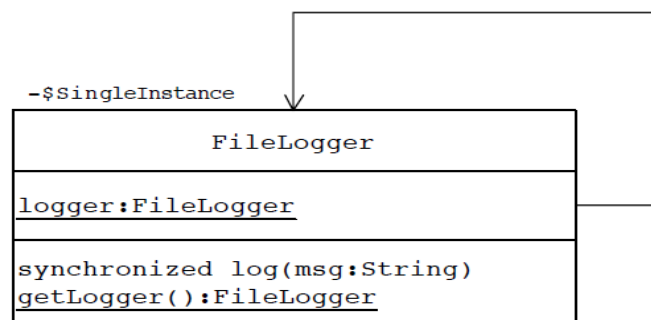 -$SingleInstance
FileLogger
logger:FileLogger
synchronized log(msg:String)
getLogger():FileLogger